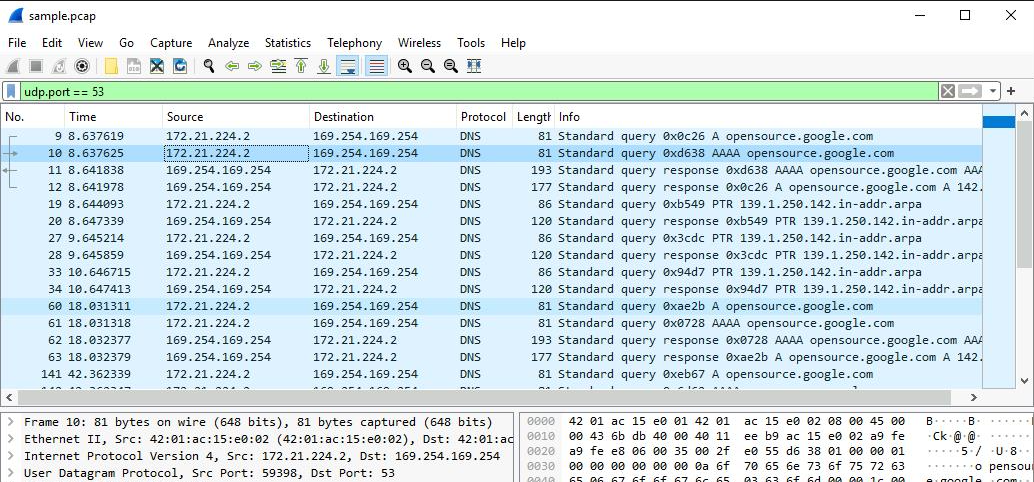 sample.pcap
File Edit View Go Capture Analyze Statistics Telephony Wireless Tools Help
udp.port == 53
No. Time Source Destination Protocol Length Info
9 8.637619 172.21.224.2 169.254.169.254 DNS 81 Standard query 0x0c26 A opensource.google.com
10 8.637625 172.21.224.2 169.254.169.254 DNS 81 Standard query 0xd638 AAAA opensource.google.com
11 8.641838 169.254.169.254 172.21.224.2 DNS 193 Standard query response 0xd638 AAAA opensource.google.com AAA
12 8.641978 169.254.169.254 172.21.224.2 DNS 177 Standard query response 0x0c26 A opensource.google.com A 142.
19 8.644093 172.21.224.2 169.254.169.254 DNS 86 Standard query 0xb549 PTR 139.1.250.142.in-addr.arpa
20 8.647339 169.254.169.254 172.21.224.2 DNS 120 Standard query response 0xb549 PTR 139.1.250.142.in-addr.arpa
27 9.645214 172.21.224.2 169.254.169.254 DNS 86 Standard query 0x3cdc PTR 139.1.250.142.in-addr.arpa
28 9.645859 169.254.169.254 172.21.224.2 DNS 120 Standard query response 0x3cdc PTR 139.1.250.142.in-addr.arpa
33 10.646715 172.21.224.2 169.254.169.254 DNS 86 Standard query 0x94d7 PTR 139.1.250.142.in-addr.arpa
34 10.647413 169.254.169.254 172.21.224.2 DNS 120 Standard query response 0x94d7 PTR 139.1.250.142.in-addr.arpa
60 18.031311 172.21.224.2 169.254.169.254 DNS 81 Standard query 0xae2b A opensource.google.com
61 18.031318 172.21.224.2 169.254.169.254 DNS 81 Standard query 0x0728 AAAA opensource.google.com
62 18.032377 169.254.169.254 172.21.224.2 DNS 193 Standard query response 0x0728 AAAA opensource.google.com AAA
63 18.032379 169.254.169.254 172.21.224.2 DNS 177 Standard query response 0xae2b A opensource.google.com A 142.
141 42.362339 172.21.224.2 169.254.169.254 DNS 81 Standard query 0xeb67 A opensource.google.com
Frame 10: 81 bytes on wire (648 bits), 81 bytes captured (648 bits)
Ethernet II, Src: 42:01:ac:15:e0:02 (42:01:ac:15:e0:02), Dst: 42:01:ac
Internet Protocol Version 4, Src: 172.21.224.2, Dst: 169.254.169.254
User Datagram Protocol, Src Port: 59398, Dst Port: 53
0000 42 01 ac 15 e0 01 42 01 ac 15 e0 02 08 00 45 00 B·····B· ······E·
0010 00 43 6b db 40 00 40 11 ee b9 ac 15 e0 02 a9 fe ·Ck·@·@· ········
0020 a9 fe e8 06 00 35 00 2f e0 55 d6 38 01 00 00 01 ·····5·/ ·U·8····
0030 00 00 00 00 00 00 0a 6f 70 65 6e 73 6f 75 72 63 ·······o pensourc
0040 65 06 67 6f 6f 67 6c 65 03 63 6f 6d 00 00 1c 00 e·google ·com····